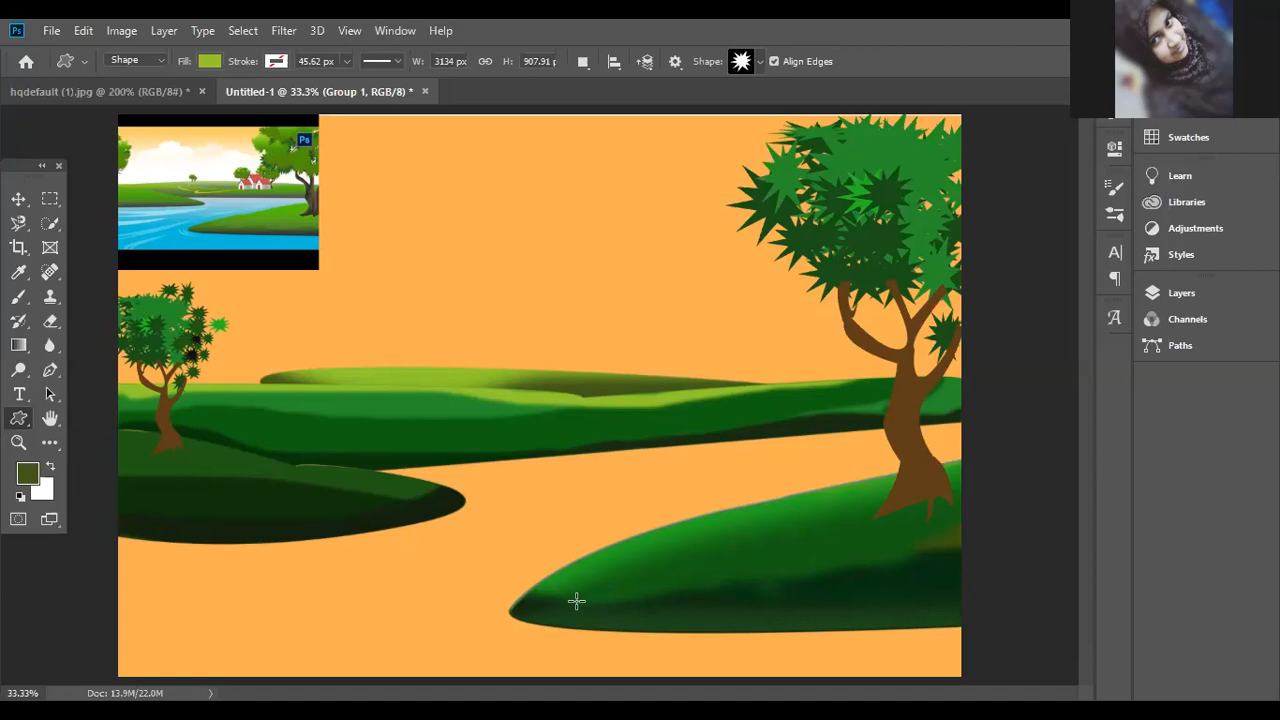 Ps File Edit Image Layer Type Select Filter 3D View Window Help
Shape Fill: Stroke: 45.62 px W: 3134 px H: 907.91 p Shape: Align Edges
hqdefault (1).jpg @ 200% (RGB/8#) * Untitled-1 @ 33.3% (Group 1, RGB/8) *
Ps
Swatches
Learn
Libraries
Adjustments
Styles
Layers
Channels
Paths
33.33% Doc: 13.9M/22.0M